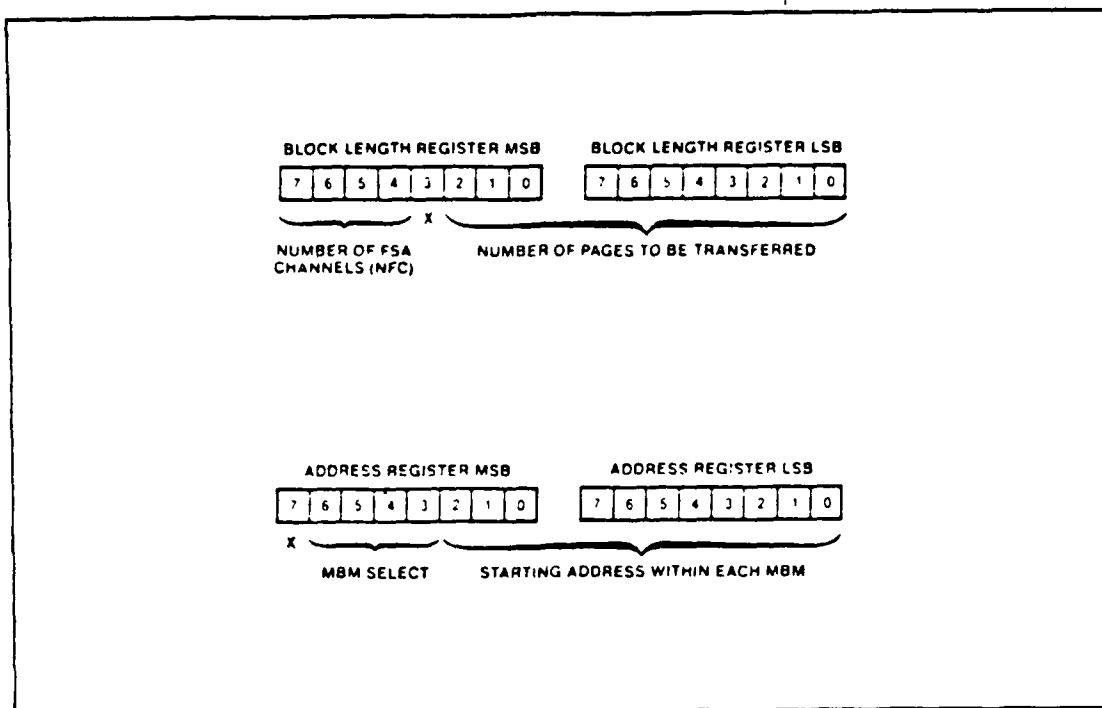 BLOCK LENGTH REGISTER MSB BLOCK LENGTH REGISTER LSB
7 6 5 4 3 2 1 0 7 6 5 4 3 2 1 0
X
NUMBER OF FSA NUMBER OF PAGES TO BE TRANSFERRED
CHANNELS (NFC)
ADDRESS REGISTER MSB ADDRESS REGISTER LSB
7 6 5 4 3 2 1 0 7 6 5 4 3 2 1 0
X
MBM SELECT STARTING ADDRESS WITHIN EACH MBM